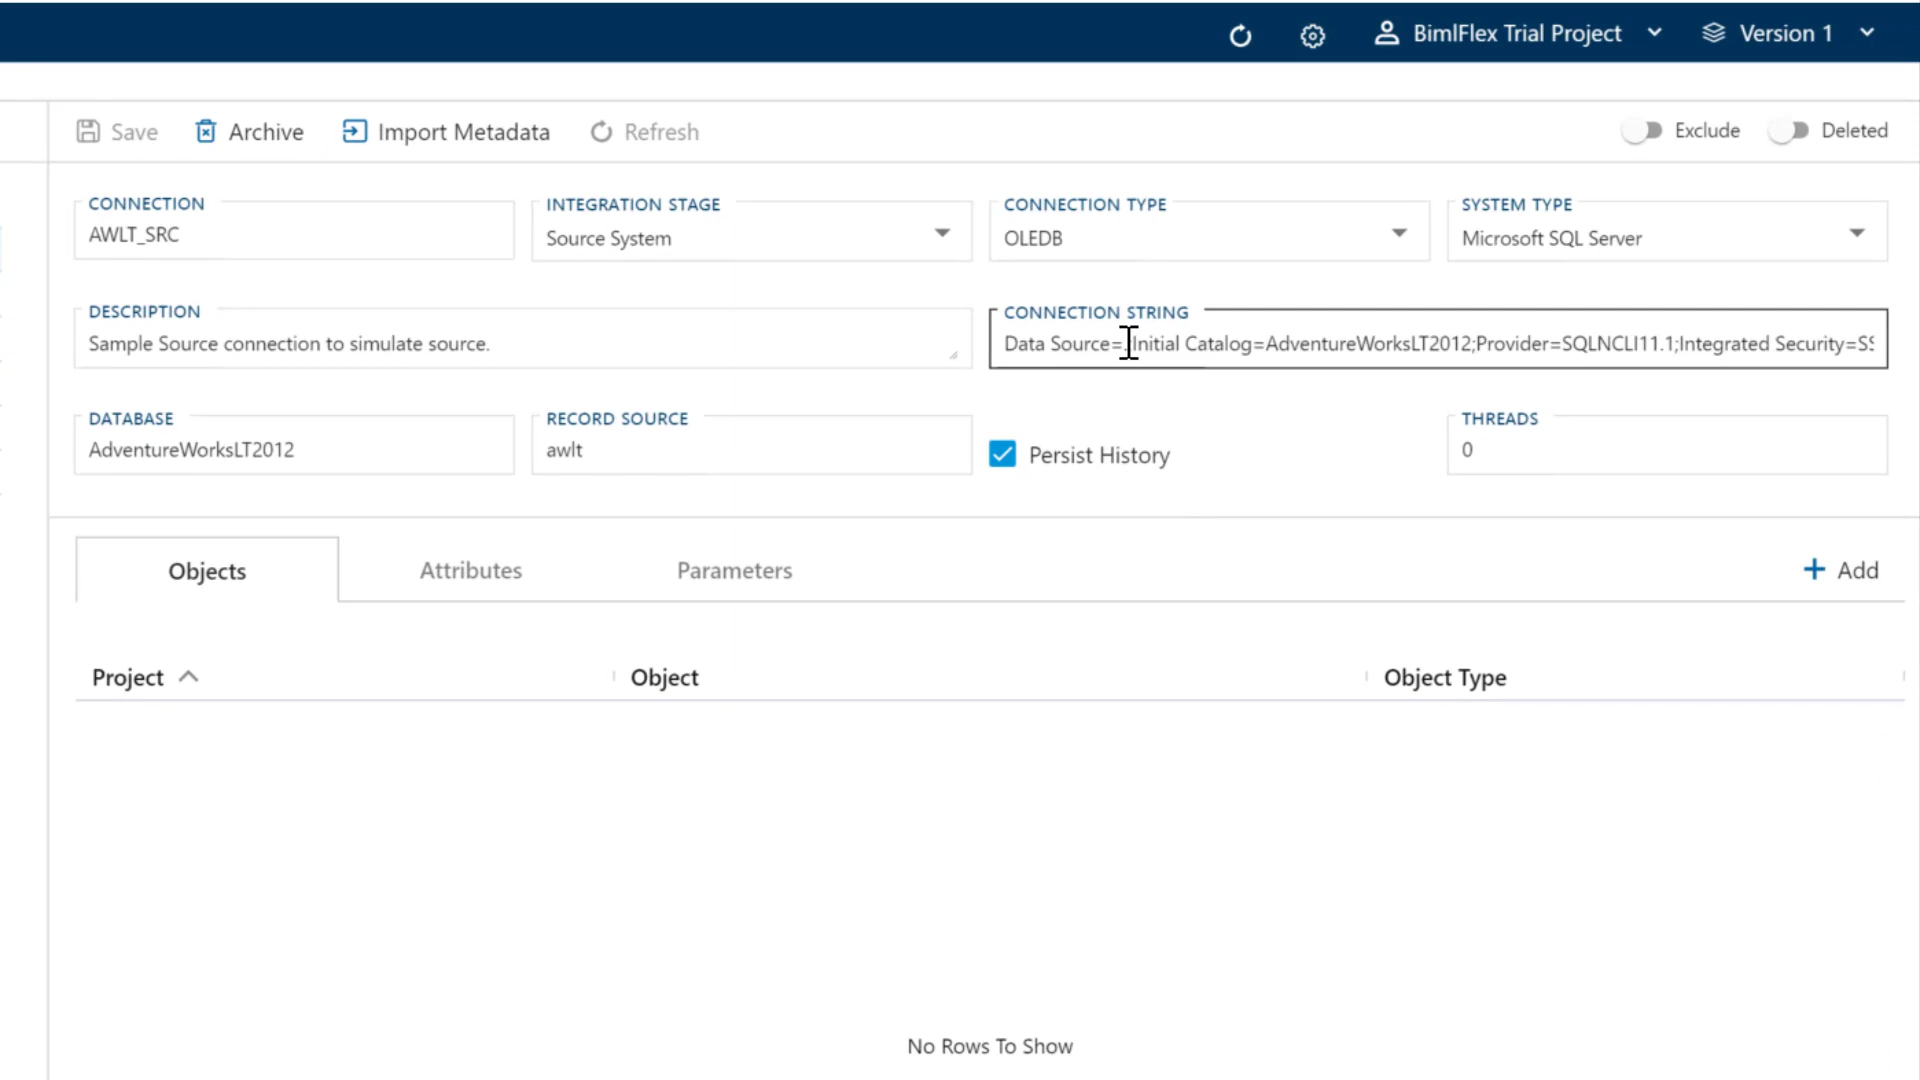 BimlFlex Trial Project Version 1
Save Archive Import Metadata Refresh Exclude Deleted
CONNECTION INTEGRATION STAGE CONNECTION TYPE SYSTEM TYPE
AWLT_SRC Source System OLEDB Microsoft SQL Server
DESCRIPTION CONNECTION STRING
Sample Source connection to simulate source. Data Source=.;Initial Catalog=AdventureWorksLT2012;Provider=SQLNCLI11.1;Integrated Security=SS
DATABASE RECORD SOURCE THREADS
AdventureWorksLT2012 awlt Persist History 0
Objects Attributes Parameters Add
Project Object Object Type
No Rows To Show